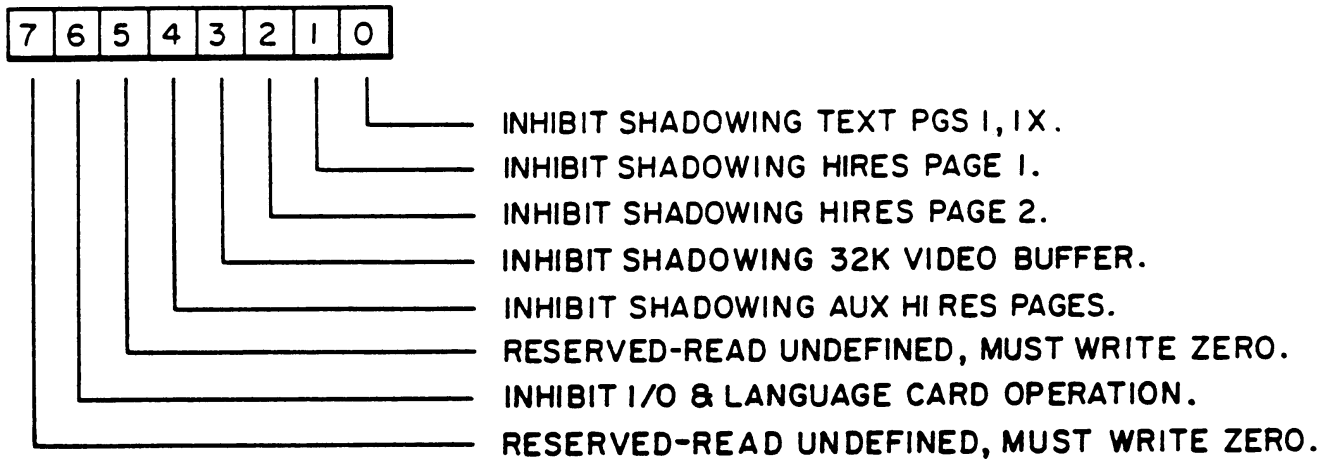 7 6 5 4 3 2 1 0
INHIBIT SHADOWING TEXT PGS 1, 1X.
INHIBIT SHADOWING HIRES PAGE 1.
INHIBIT SHADOWING HIRES PAGE 2.
INHIBIT SHADOWING 32K VIDEO BUFFER.
INHIBIT SHADOWING AUX HIRES PAGES.
RESERVED-READ UNDEFINED, MUST WRITE ZERO.
INHIBIT I/O & LANGUAGE CARD OPERATION.
RESERVED-READ UNDEFINED, MUST WRITE ZERO.